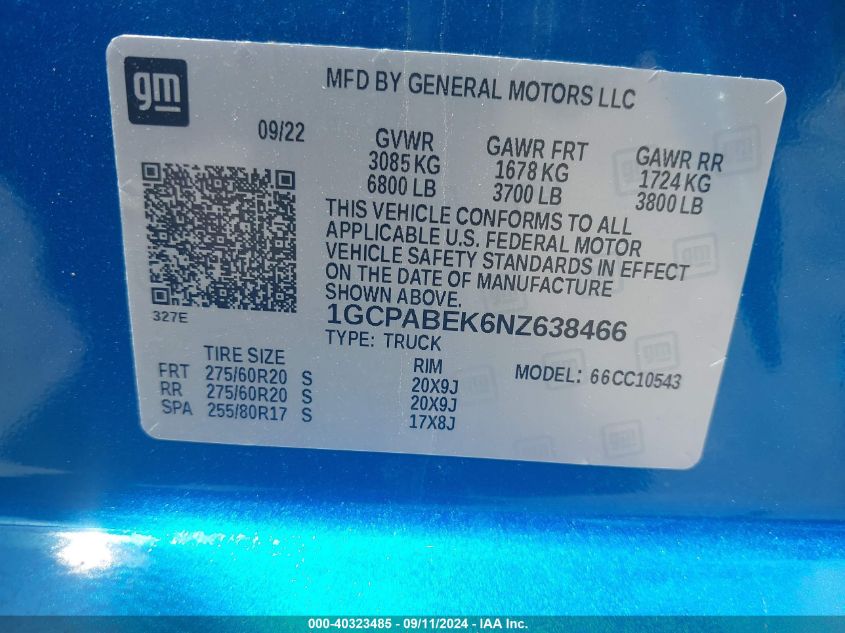 gm
MFD BY GENERAL MOTORS LLC
09/22
GVWR
3085 KG
6800 LB
GAWR FRT
1678 KG
3700 LB
GAWR RR
1724 KG
3800 LB
THIS VEHICLE CONFORMS TO ALL
APPLICABLE U.S. FEDERAL MOTOR
VEHICLE SAFETY STANDARDS IN EFFECT
ON THE DATE OF MANUFACTURE
SHOWN ABOVE.
327E
1GCPABEK6NZ638466
TYPE: TRUCK
TIRE SIZE
RIM
MODEL: 66CC10543
FRT 275/60R20 S 20X9J
RR 275/60R20 S 20X9J
SPA 255/80R17 S 17X8J
000-40323485 - 09/11/2024 - IAA Inc.